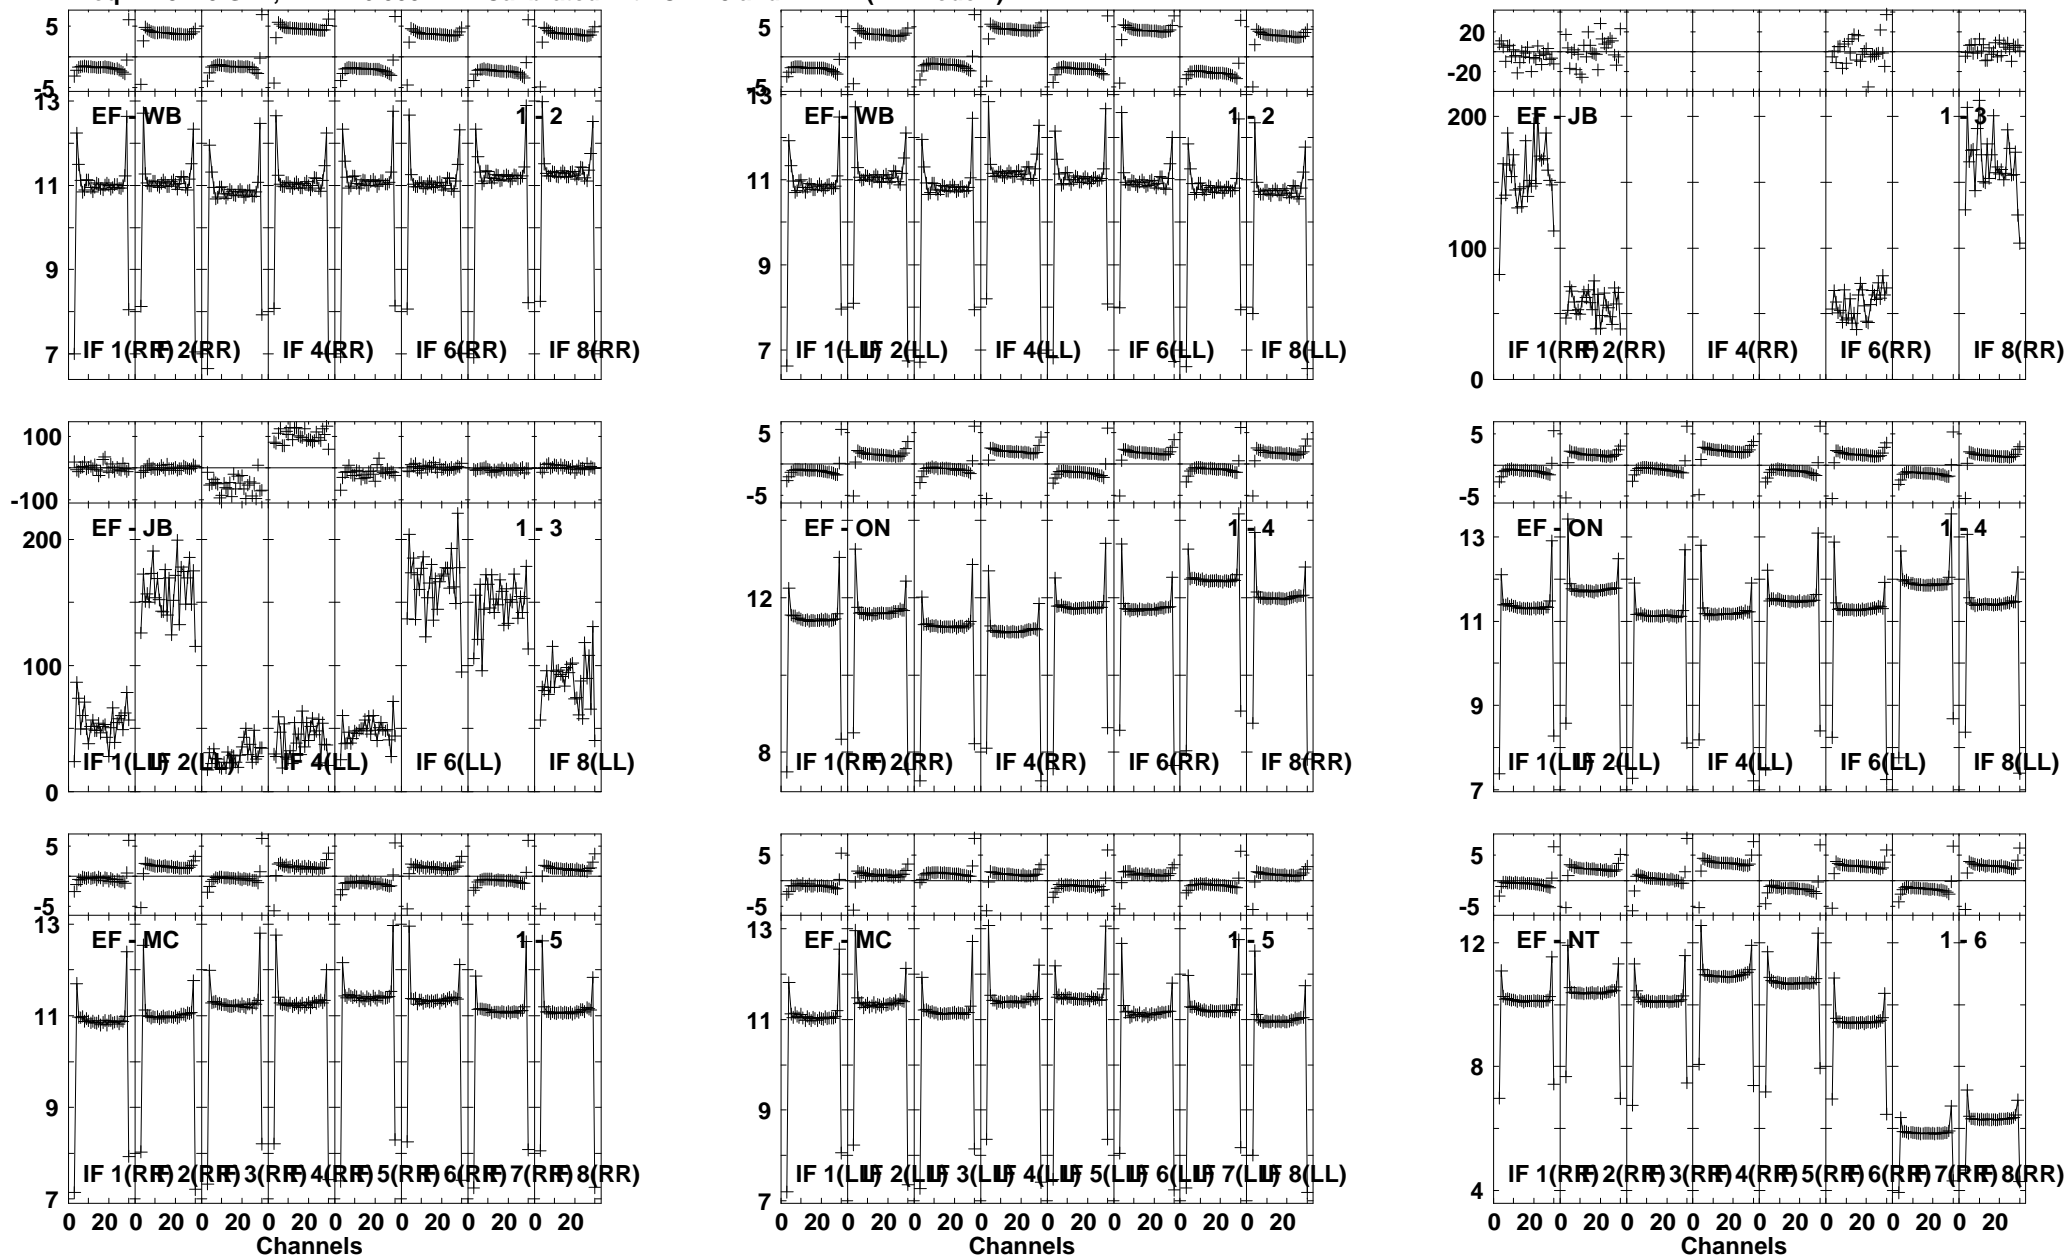 5
-5
13
EF - WB
1 - 2
11
9
7
IF 1(RR)
IF 2(RR)
IF 4(RR)
IF 6(RR)
IF 8(RR)
5
-5
13
EF - WB
1 - 2
11
9
7
IF 1(LL)
IF 2(LL)
IF 4(LL)
IF 6(LL)
IF 8(LL)
20
-20
200
EF - JB
1 - 3
100
0
IF 1(RR)
IF 2(RR)
IF 4(RR)
IF 6(RR)
IF 8(RR)
100
-100
EF - JB
1 - 3
200
100
0
IF 1(LL)
IF 2(LL)
IF 4(LL)
IF 6(LL)
IF 8(LL)
5
-5
EF - ON
1 - 4
12
8
IF 1(RR)
IF 2(RR)
IF 4(RR)
IF 6(RR)
IF 8(RR)
5
-5
EF - ON
1 - 4
13
11
9
7
IF 1(LL)
IF 2(LL)
IF 4(LL)
IF 6(LL)
IF 8(LL)
5
-5
13
EF - MC
1 - 5
11
9
7
IF 1(RR)
IF 2(RR)
IF 3(RR)
IF 4(RR)
IF 5(RR)
IF 6(RR)
IF 7(RR)
IF 8(RR)
0 20 0 20 0 20 0 20 0 20 0 20 0 20 0 20
Channels
5
-5
13
EF - MC
1 - 5
11
9
7
IF 1(LL)
IF 2(LL)
IF 3(LL)
IF 4(LL)
IF 5(LL)
IF 6(LL)
IF 7(LL)
IF 8(LL)
0 20 0 20 0 20 0 20 0 20 0 20 0 20 0 20
Channels
5
-5
EF - NT
1 - 6
12
8
4
IF 1(RR)
IF 2(RR)
IF 3(RR)
IF 4(RR)
IF 5(RR)
IF 6(RR)
IF 7(RR)
IF 8(RR)
0 20 0 20 0 20 0 20 0 20 0 20 0 20 0 20
Channels